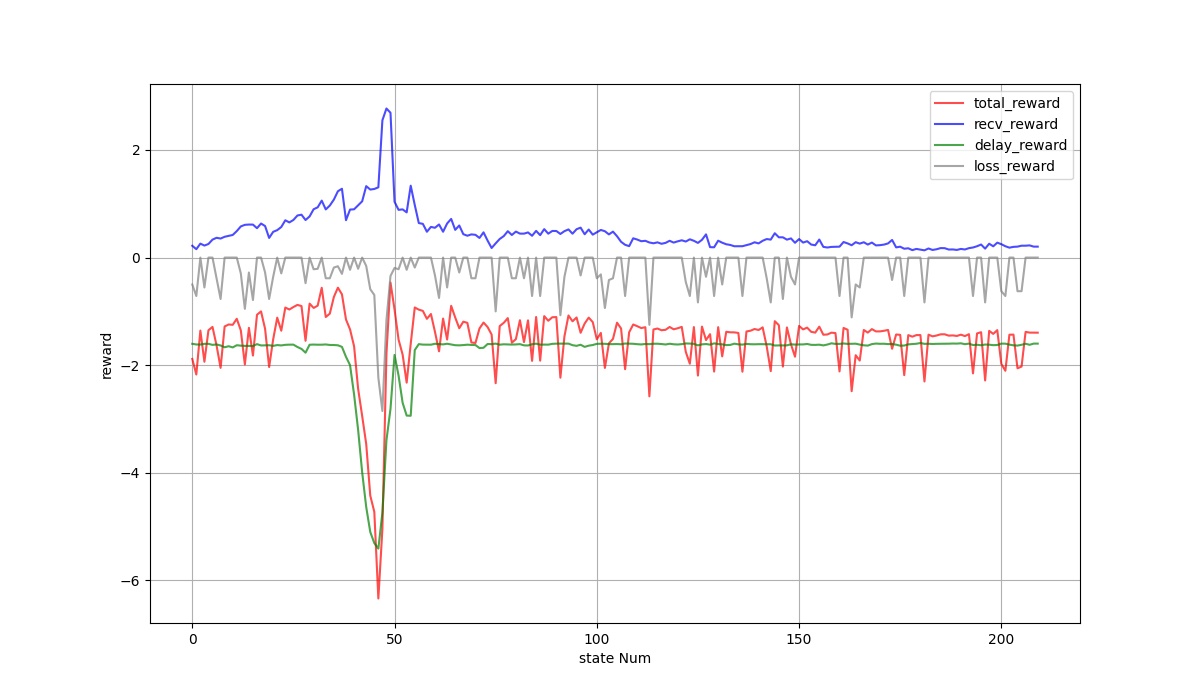 total_reward
recv_reward
delay_reward
loss_reward
2
0
−2
−4
−6
reward
0 50 100 150 200
state Num